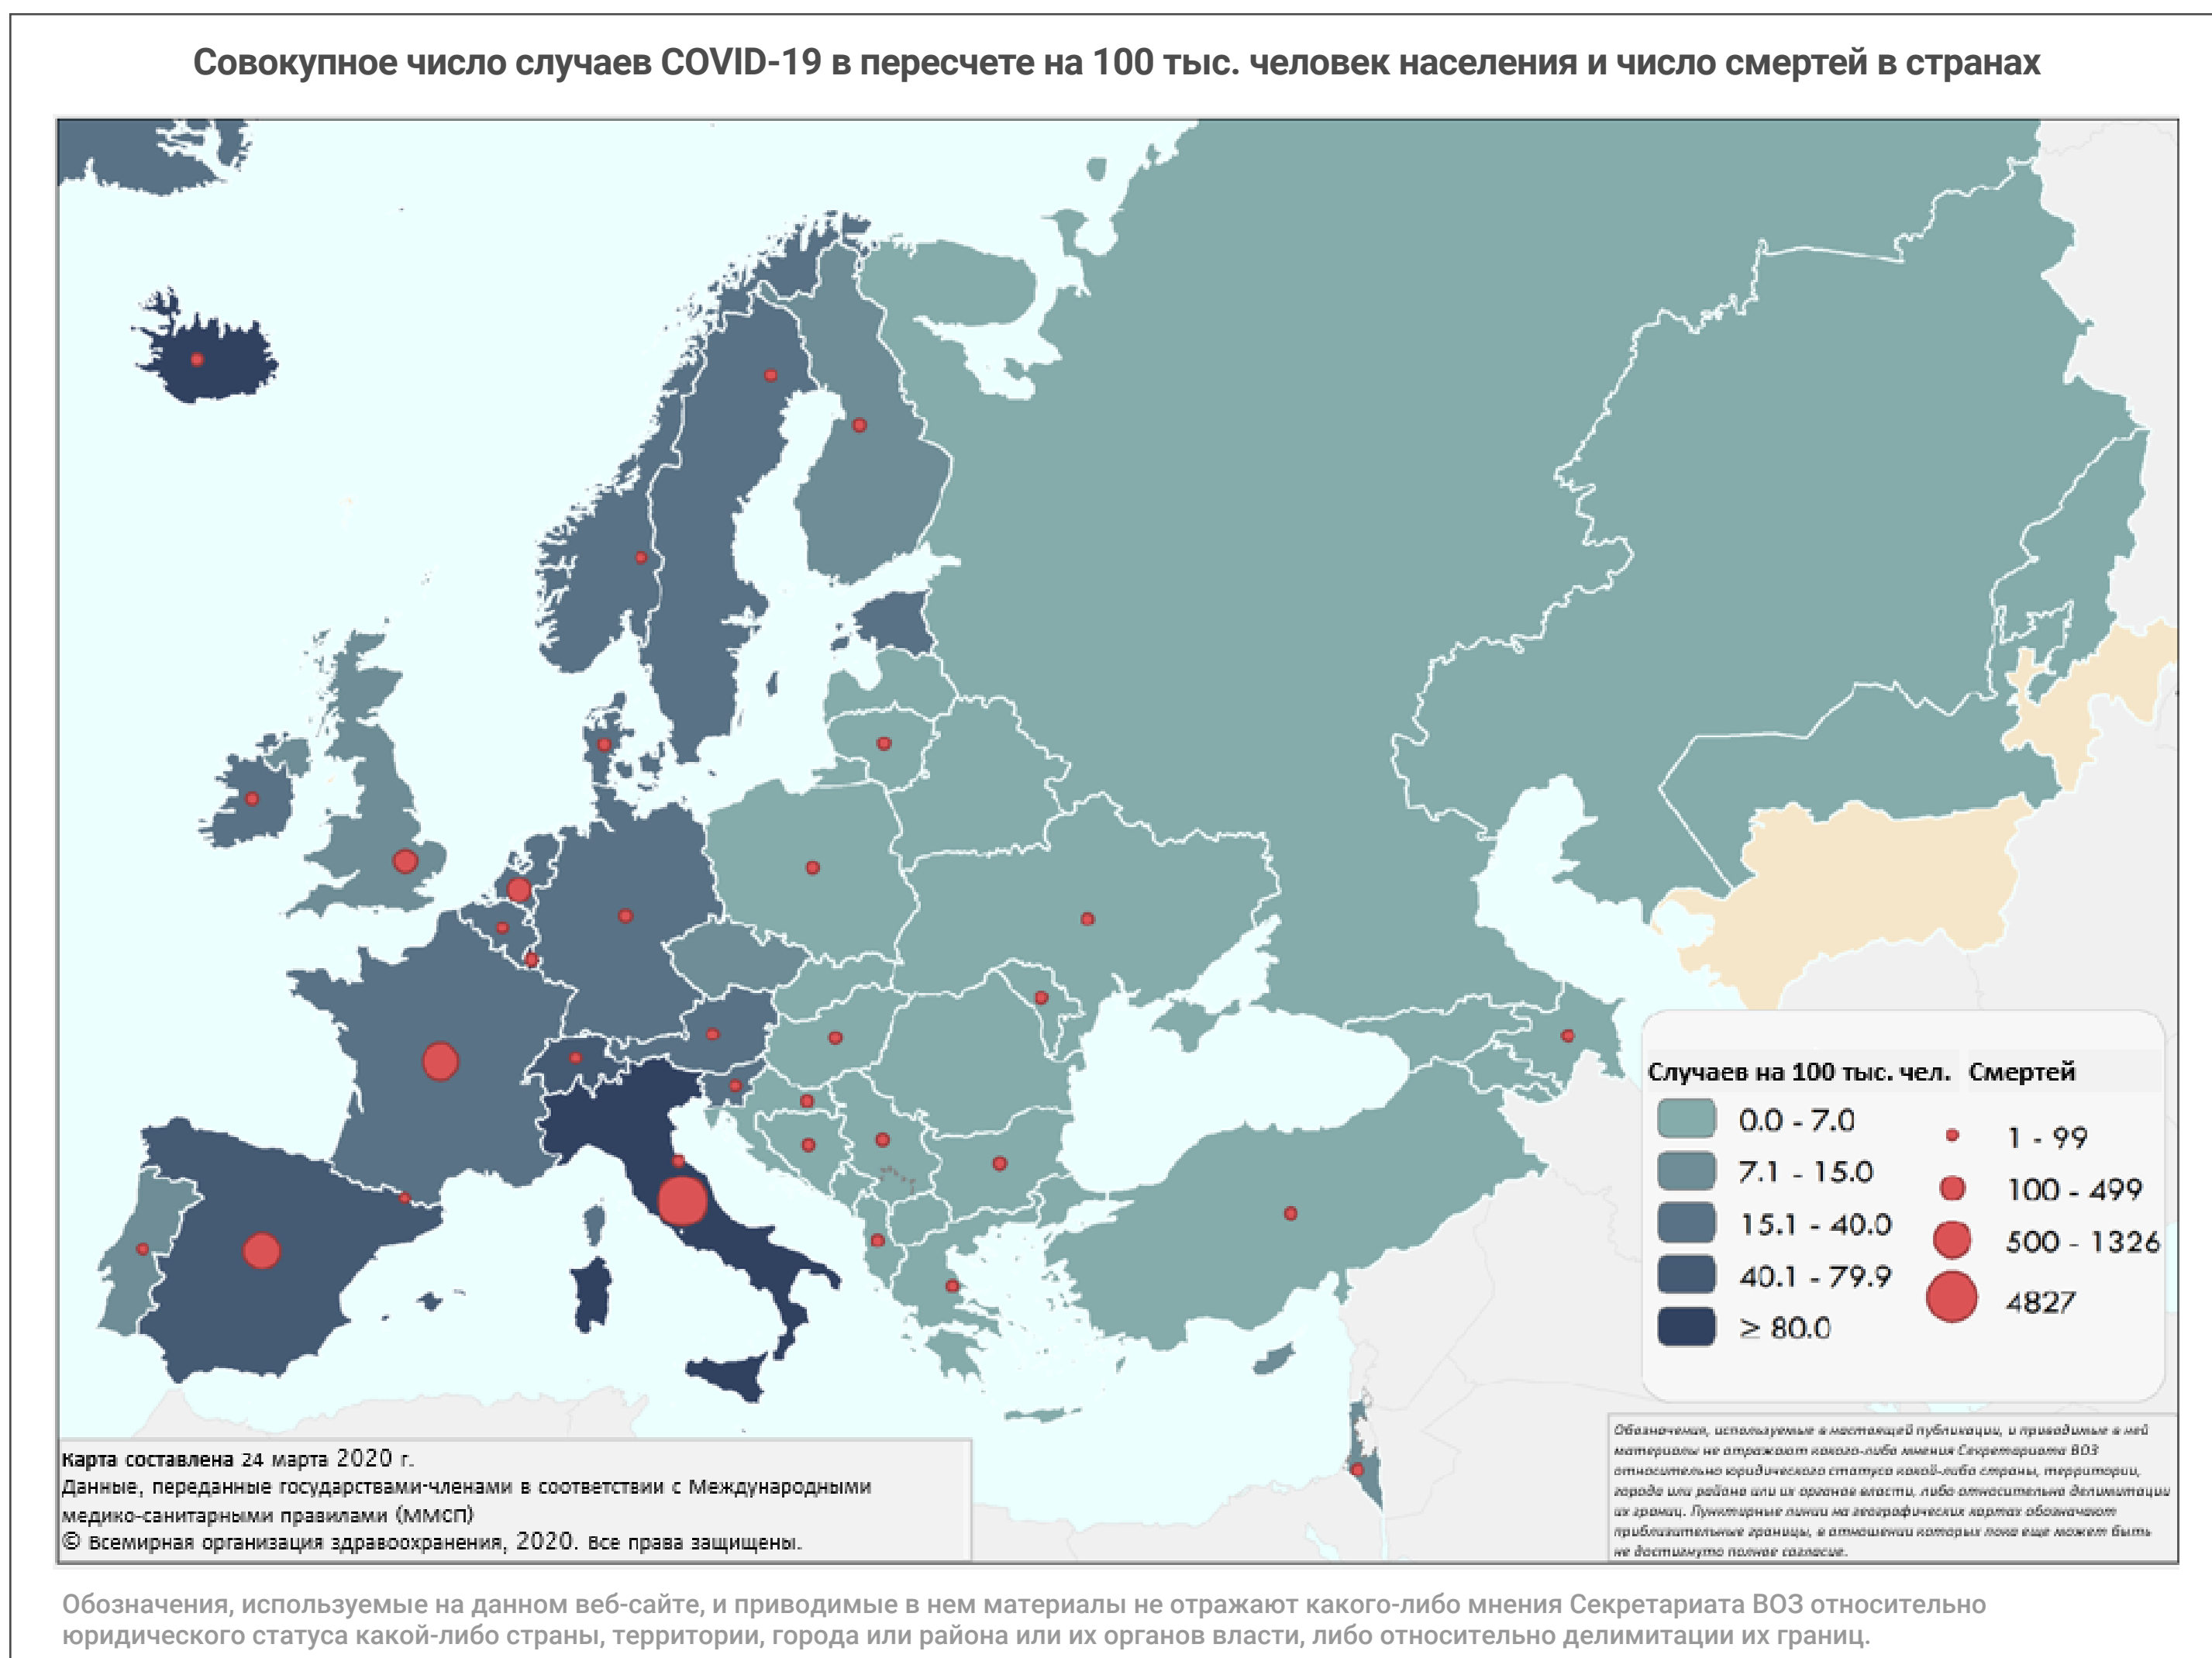 Совокупное число случаев COVID-19 в пересчете на 100 тыс. человек населения и число смертей в странах
Случаев на 100 тыс. чел. Смертей
0.0 - 7.0
7.1 - 15.0
15.1 - 40.0
40.1 - 79.9
≥ 80.0
1 - 99
100 - 499
500 - 1326
4827
Карта составлена 24 марта 2020 г.
Данные, переданные государствами-членами в соответствии с Международными
медико-санитарными правилами (ММСП)
© Всемирная организация здравоохранения, 2020. Все права защищены.
Обозначения, используемые в настоящей публикации, и приводимые в ней
материалы не отражают какого-либо мнения Секретариата ВОЗ
относительно юридического статуса какой-либо страны, территории,
города или района или их органов власти, либо относительно делимитации
их границ. Пунктирные линии на географических картах обозначают
приблизительные границы, в отношении которых пока еще может быть
не достигнуто полное согласие.
Обозначения, используемые на данном веб-сайте, и приводимые в нем материалы не отражают какого-либо мнения Секретариата ВОЗ относительно
юридического статуса какой-либо страны, территории, города или района или их органов власти, либо относительно делимитации их границ.